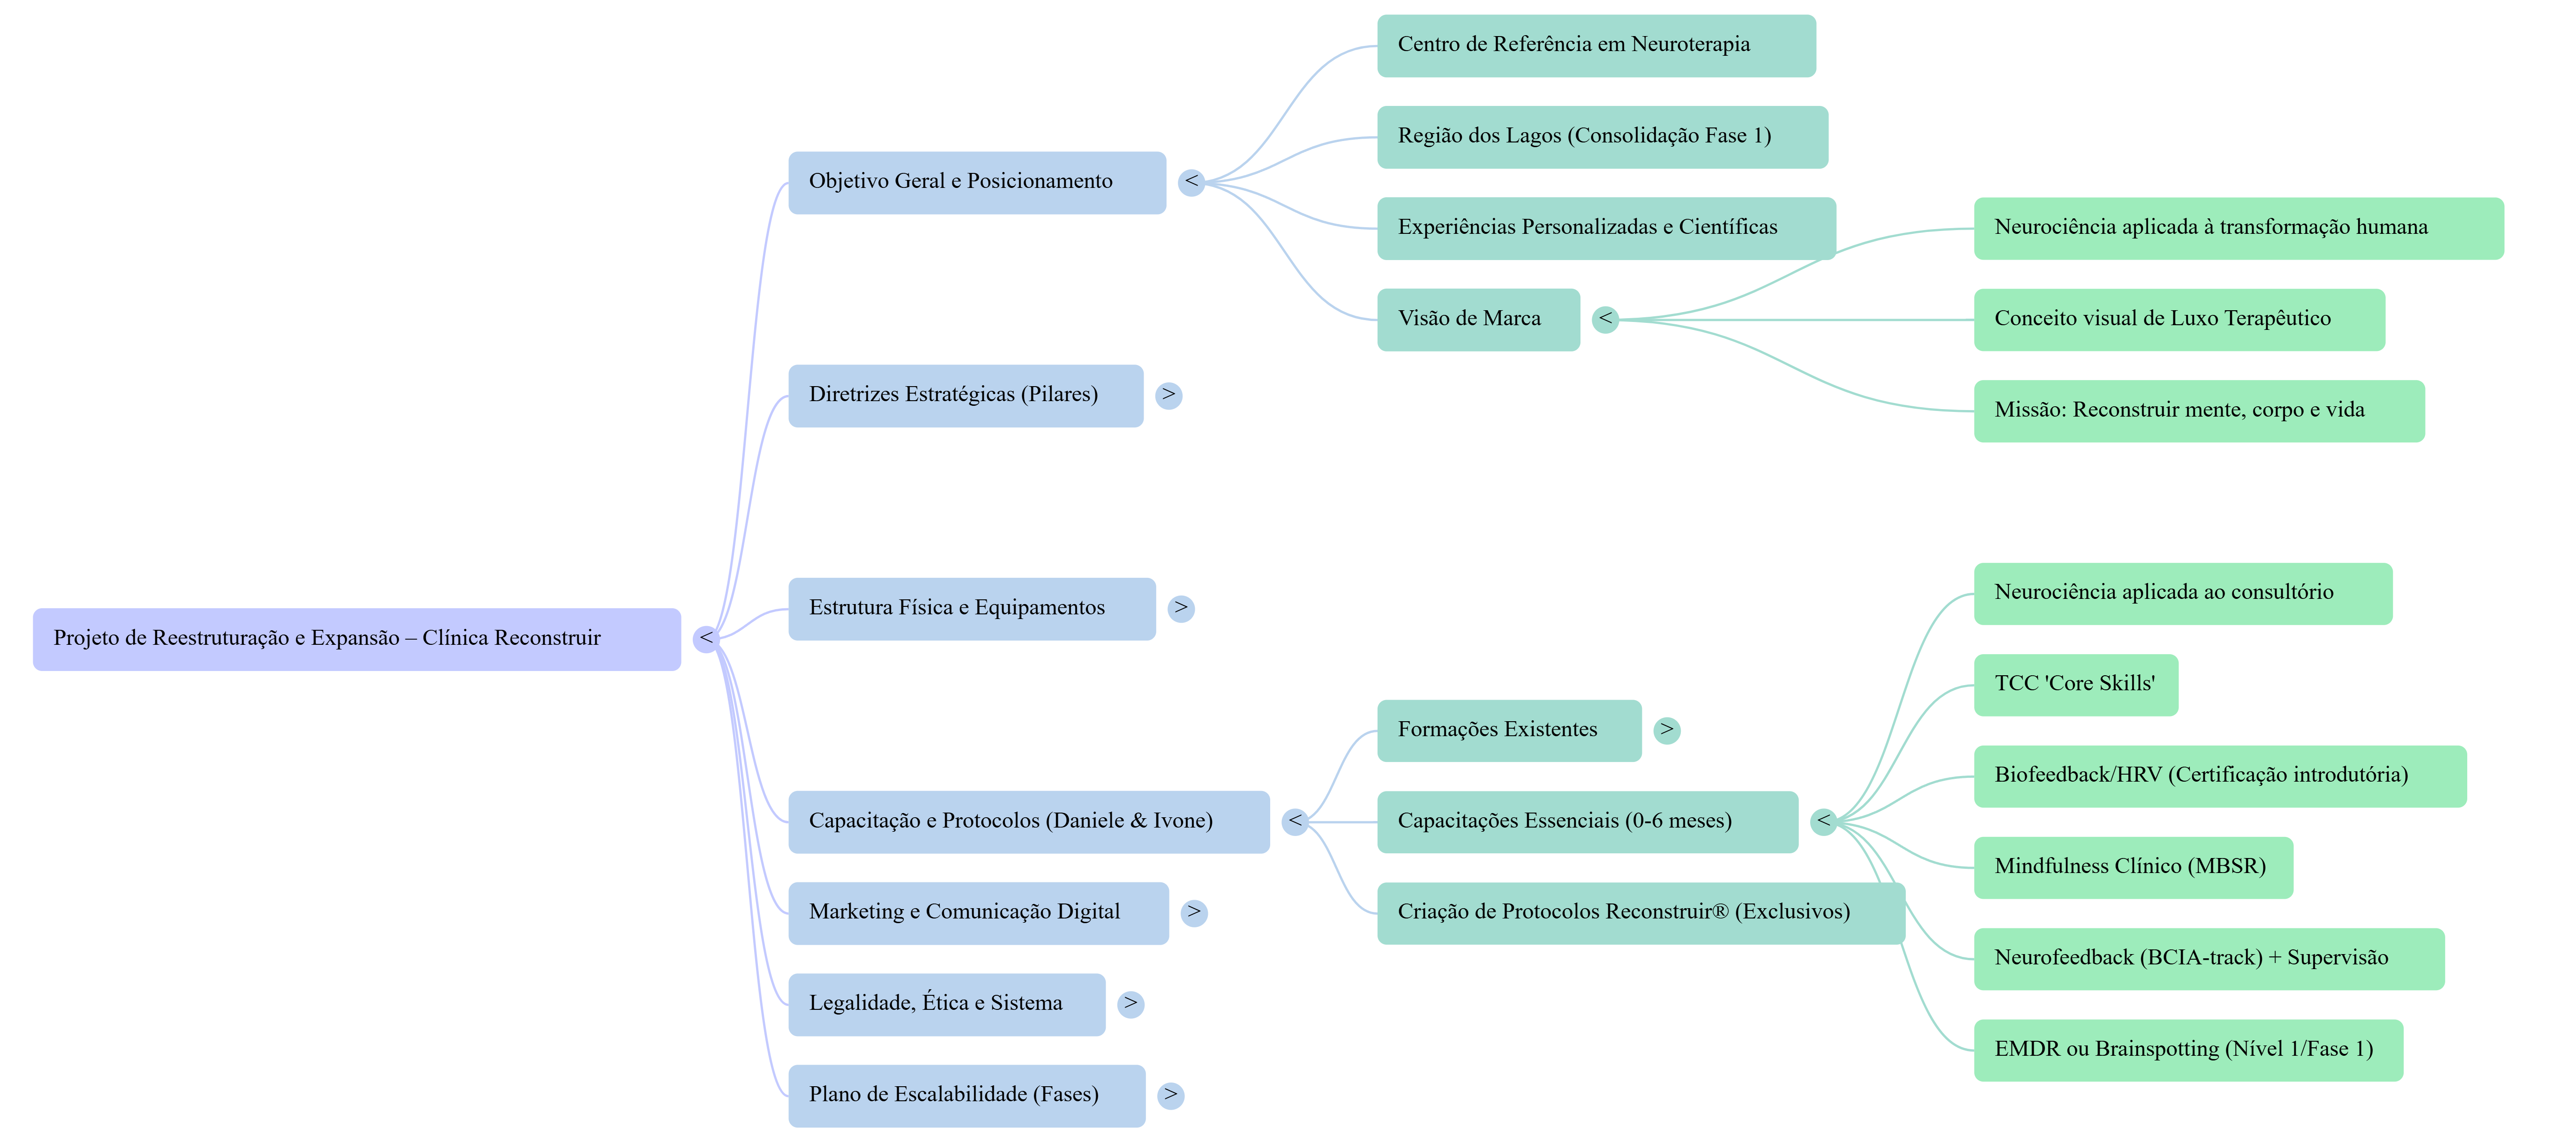 Projeto de Reestruturação e Expansão – Clínica Reconstruir
<
Objetivo Geral e Posicionamento
<
Centro de Referência em Neuroterapia
Região dos Lagos (Consolidação Fase 1)
Experiências Personalizadas e Científicas
Visão de Marca
<
Neurociência aplicada à transformação humana
Conceito visual de Luxo Terapêutico
Missão: Reconstruir mente, corpo e vida
Diretrizes Estratégicas (Pilares)
>
Estrutura Física e Equipamentos
>
Capacitação e Protocolos (Daniele & Ivone)
<
Formações Existentes
>
Capacitações Essenciais (0-6 meses)
<
Neurociência aplicada ao consultório
TCC 'Core Skills'
Biofeedback/HRV (Certificação introdutória)
Mindfulness Clínico (MBSR)
Neurofeedback (BCIA-track) + Supervisão
EMDR ou Brainspotting (Nível 1/Fase 1)
Criação de Protocolos Reconstruir® (Exclusivos)
Marketing e Comunicação Digital
>
Legalidade, Ética e Sistema
>
Plano de Escalabilidade (Fases)
>